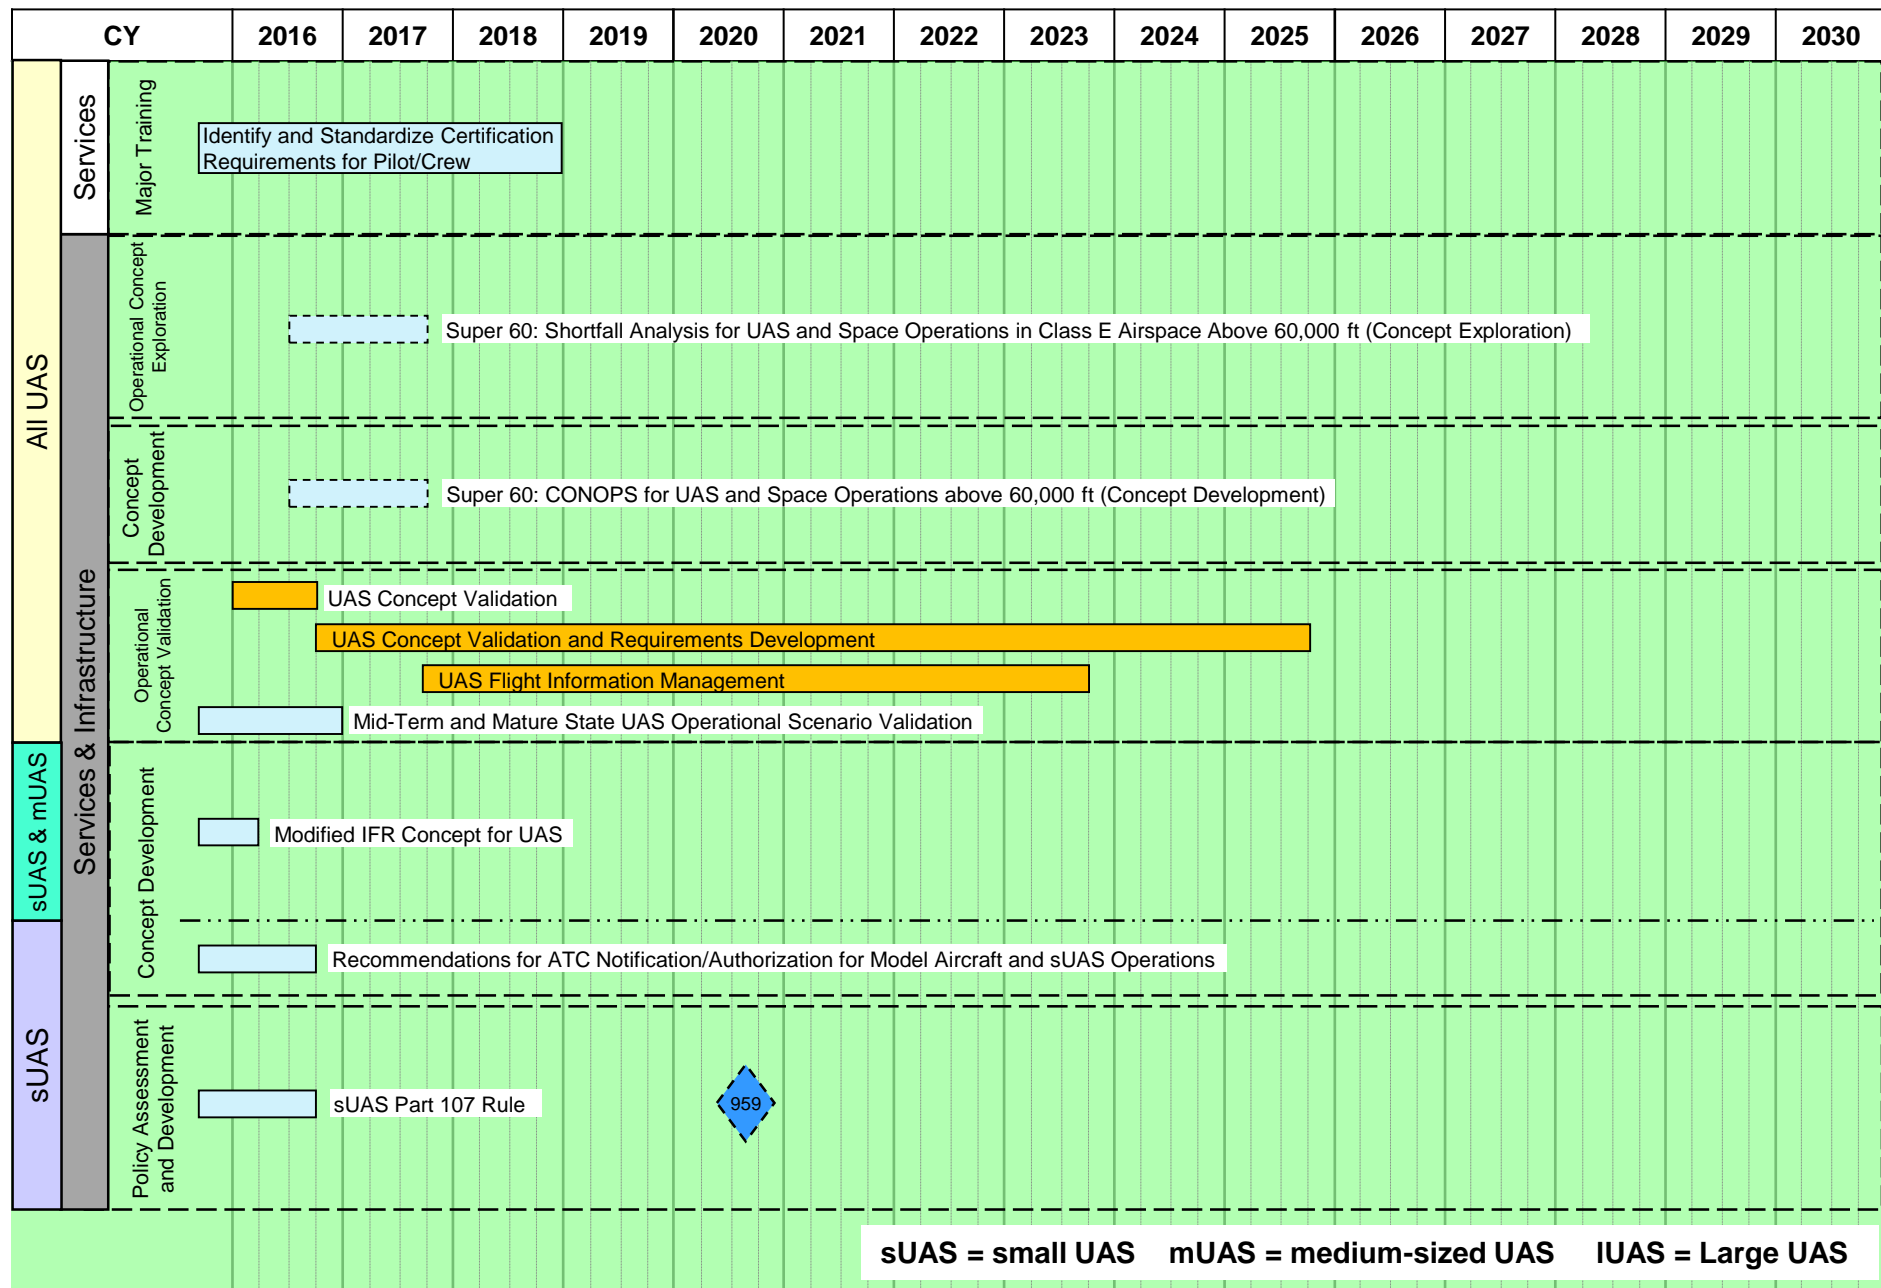 CY 2016 2017 2018 2019 2020 2021 2022 2023 2024 2025 2026 2027 2028 2029 2030
All UAS
Services
Major Training
Identify and Standardize Certification
Requirements for Pilot/Crew
Services & Infrastructure
Operational Concept
Exploration
Super 60: Shortfall Analysis for UAS and Space Operations in Class E Airspace Above 60,000 ft (Concept Exploration)
Concept
Development
Super 60: CONOPS for UAS and Space Operations above 60,000 ft (Concept Development)
Operational
Concept Validation
UAS Concept Validation
UAS Concept Validation and Requirements Development
UAS Flight Information Management
Mid-Term and Mature State UAS Operational Scenario Validation
sUAS & mUAS
Concept Development
Modified IFR Concept for UAS
sUAS
Recommendations for ATC Notification/Authorization for Model Aircraft and sUAS Operations
Policy Assessment
and Development
sUAS Part 107 Rule
959
sUAS = small UAS mUAS = medium-sized UAS lUAS = Large UAS